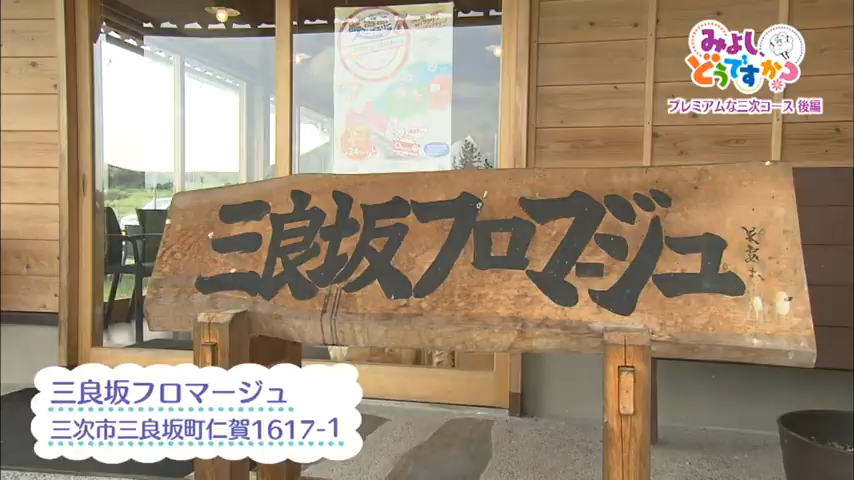 みよし、
どうですか?
プレミアムな三次コース 後編
三良坂フロマージュ
三良坂フロマージュ
三次市三良坂町仁賀1617-1